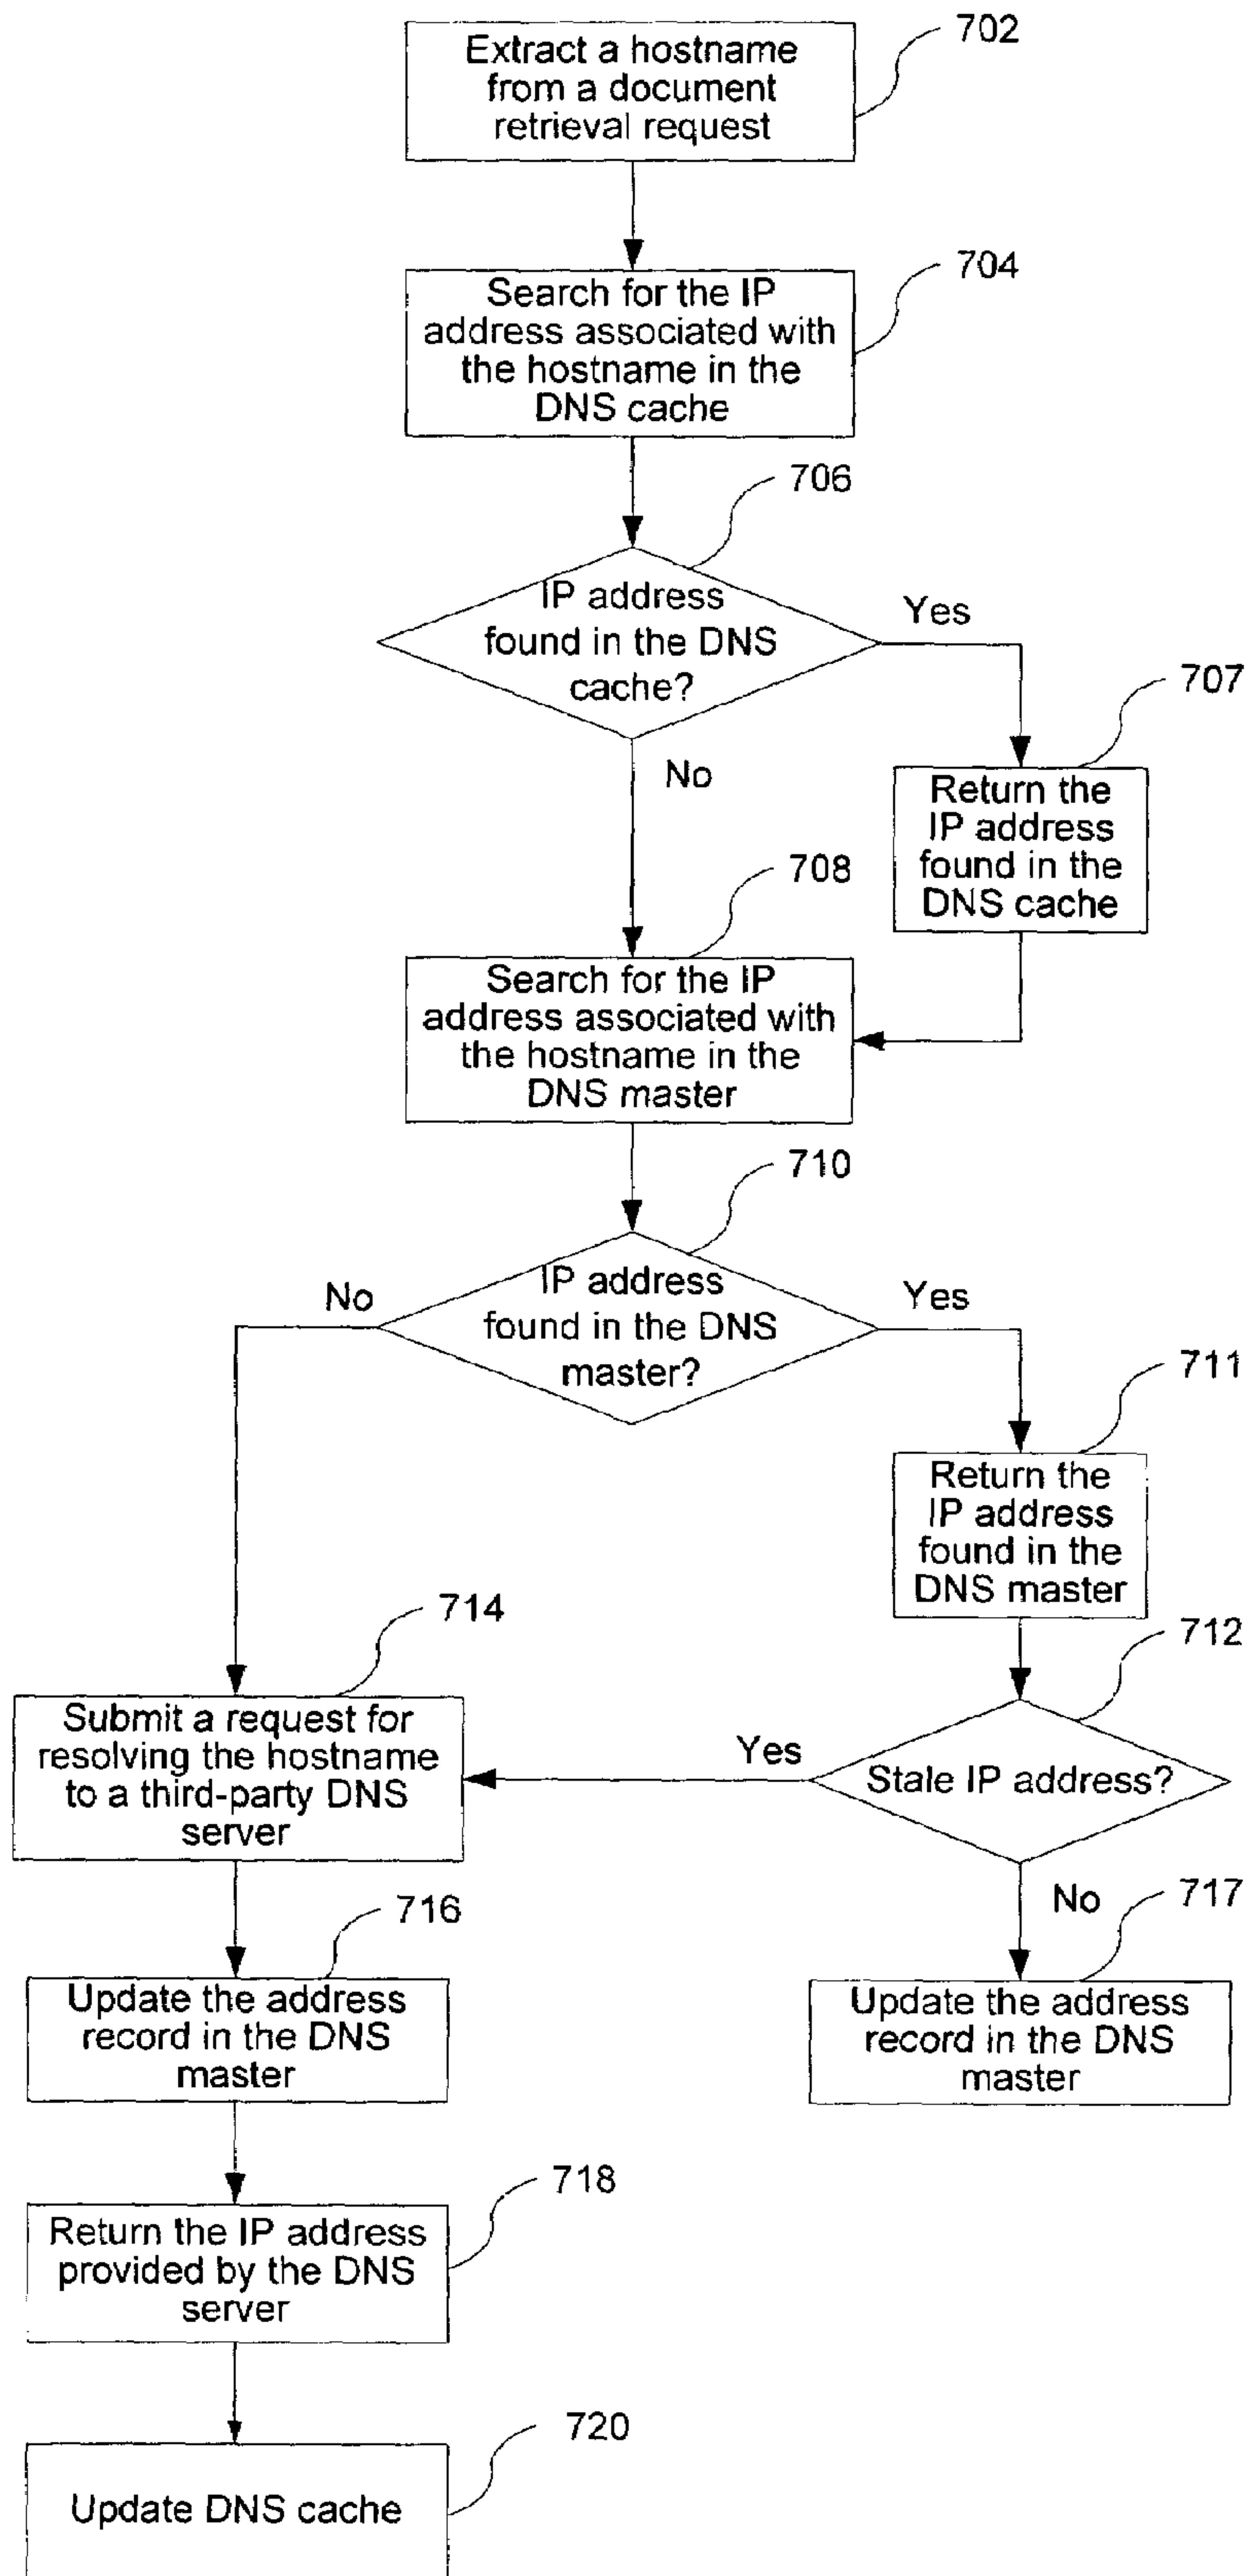 Extract a hostname
from a document
retrieval request
702
Search for the IP
address associated with
the hostname in the
DNS cache
704
706
IP address
found in the DNS
cache?
Yes
No
707
Return the
IP address
found in the
DNS cache
708
Search for the IP
address associated with
the hostname in the
DNS master
710
IP address
found in the DNS
master?
No
Yes
711
Return the
IP address
found in the
DNS master
714
Submit a request for
resolving the hostname
to a third-party DNS
server
712
Stale IP address?
Yes
No
716
Update the address
record in the DNS
master
717
Update the address
record in the DNS
master
718
Return the IP address
provided by the DNS
server
720
Update DNS cache